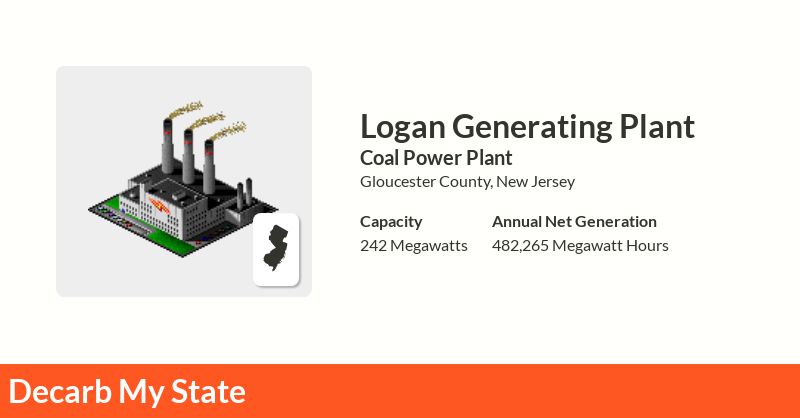 Logan Generating Plant
Coal Power Plant
Gloucester County, New Jersey
Capacity
242 Megawatts
Annual Net Generation
482,265 Megawatt Hours
Decarb My State